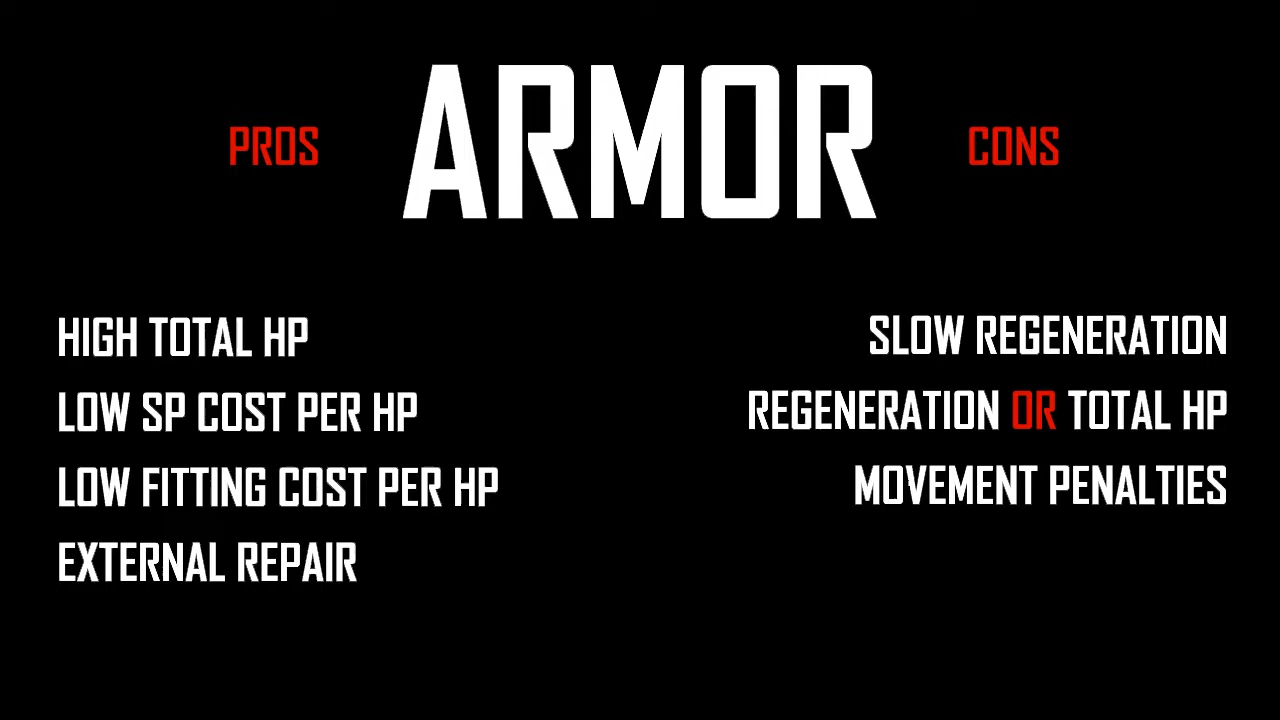 ARMOR
PROS
CONS
HIGH TOTAL HP
LOW SP COST PER HP
LOW FITTING COST PER HP
EXTERNAL REPAIR
SLOW REGENERATION
REGENERATION OR TOTAL HP
MOVEMENT PENALTIES